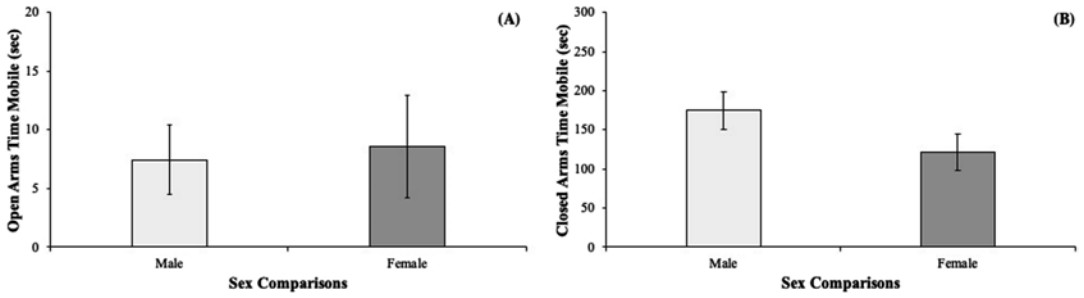 (A)
Open Arms Time Mobile (sec)
20
15
10
5
0
Male
Female
Sex Comparisons
(B)
Closed Arms Time Mobile (sec)
300
250
200
150
100
50
0
Male
Female
Sex Comparisons